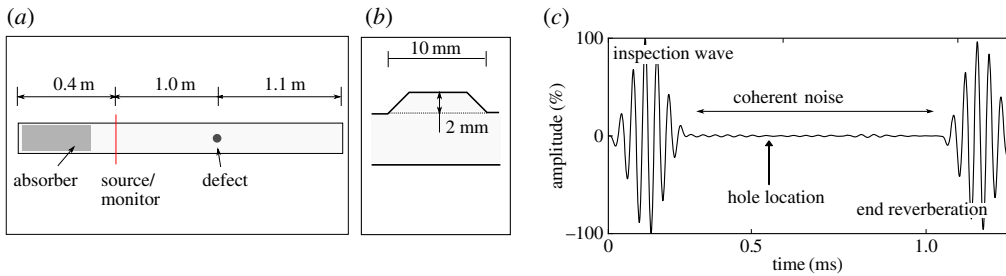 (a)
0.4 m 1.0 m 1.1 m
absorber source/ defect
monitor
(b)
10 mm
2 mm
(c)
100
0
−100
amplitude (%)
inspection wave
coherent noise
hole location
end reverberation
0 0.5 1.0
time (ms)